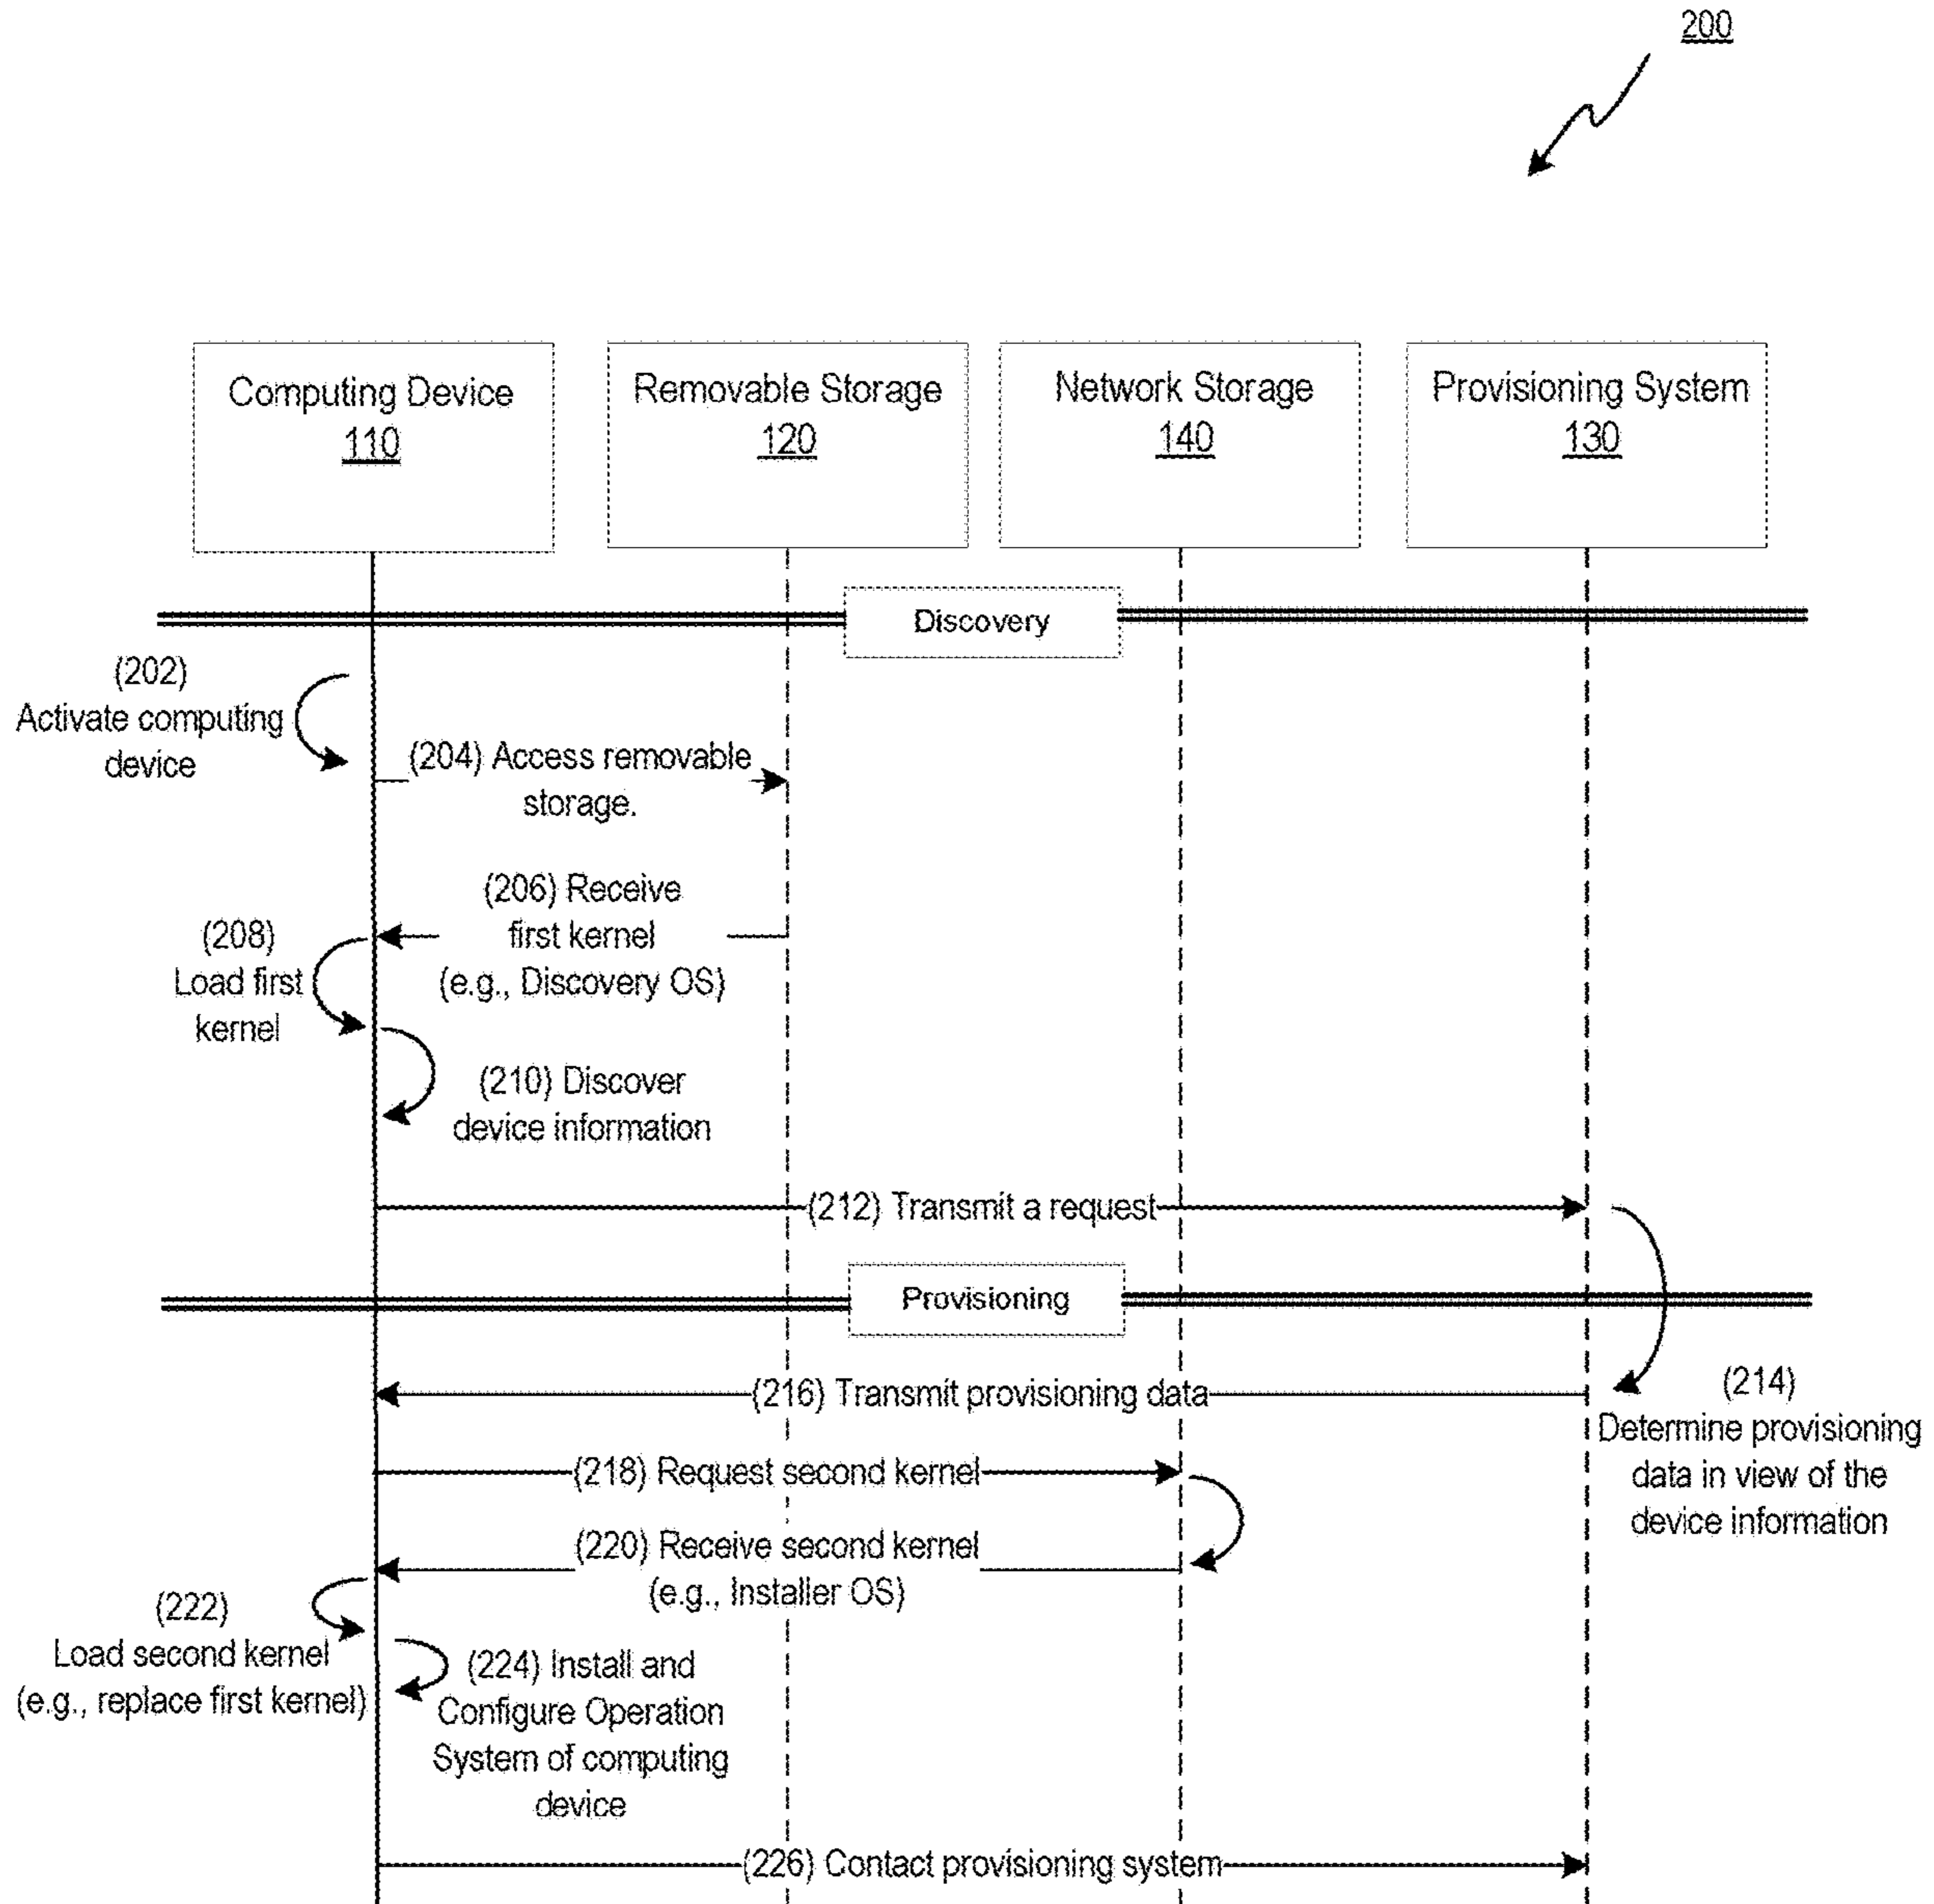 200
Computing Device
110
Removable Storage
120
Network Storage
140
Provisioning System
130
Discovery
(202)
Activate computing
device
(204) Access removable
storage.
(206) Receive
first kernel
(e.g., Discovery OS)
(208)
Load first
kernel
(210) Discover
device information
(212) Transmit a request
Provisioning
(214)
Determine provisioning
data in view of the
device information
(216) Transmit provisioning data
(218) Request second kernel
(220) Receive second kernel
(e.g., Installer OS)
(222)
Load second kernel
(e.g., replace first kernel)
(224) Install and
Configure Operation
System of computing
device
(226) Contact provisioning system